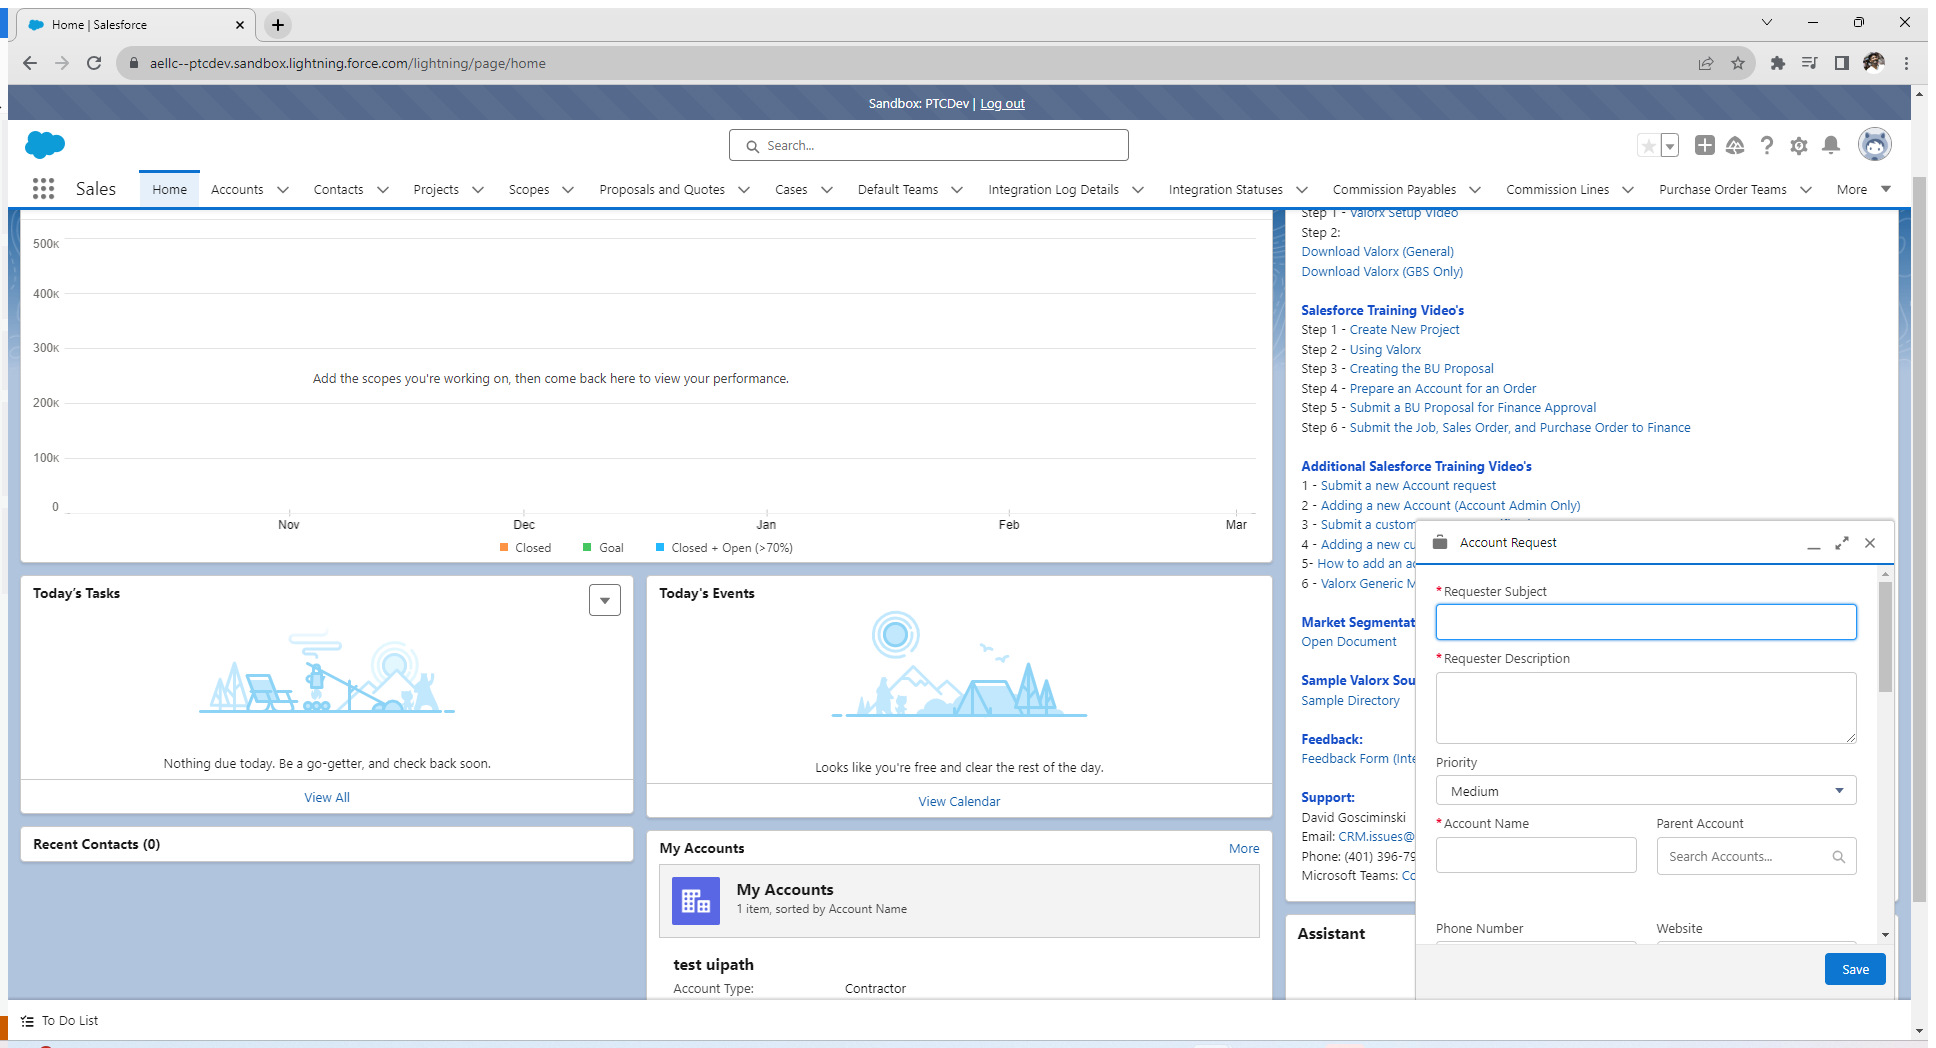 Home | Salesforce
aellc--ptcdev.sandbox.lightning.force.com/lightning/page/home
Sandbox: PTCDev | Log out
Search...
Sales
Home
Accounts
Contacts
Projects
Scopes
Proposals and Quotes
Cases
Default Teams
Integration Log Details
Integration Statuses
Commission Payables
Commission Lines
Purchase Order Teams
More
500K
400K
300K
200K
100K
0
Add the scopes you're working on, then come back here to view your performance.
Nov
Dec
Jan
Feb
Mar
Closed
Goal
Closed + Open (>70%)
Step 1 - Valorx Setup Video
Step 2:
Download Valorx (General)
Download Valorx (GBS Only)
Salesforce Training Video's
Step 1 - Create New Project
Step 2 - Using Valorx
Step 3 - Creating the BU Proposal
Step 4 - Prepare an Account for an Order
Step 5 - Submit a BU Proposal for Finance Approval
Step 6 - Submit the Job, Sales Order, and Purchase Order to Finance
Additional Salesforce Training Video's
1 - Submit a new Account request
2 - Adding a new Account (Account Admin Only)
3 - Submit a custom
4 - Adding a new cu
5- How to add an a
6 - Valorx Generic M
Market Segmentat
Open Document
Sample Valorx Sou
Sample Directory
Feedback:
Feedback Form (Inte
Support:
David Gosciminski
Email: CRM.issues@
Phone: (401) 396-79
Microsoft Teams: Co
Assistant
Today's Tasks
Nothing due today. Be a go-getter, and check back soon.
View All
Today's Events
Looks like you're free and clear the rest of the day.
View Calendar
Recent Contacts (0)
My Accounts
More
My Accounts
1 item, sorted by Account Name
test uipath
Account Type:
Contractor
Account Request
*Requester Subject
*Requester Description
Priority
Medium
*Account Name
Parent Account
Search Accounts...
Phone Number
Website
Save
To Do List